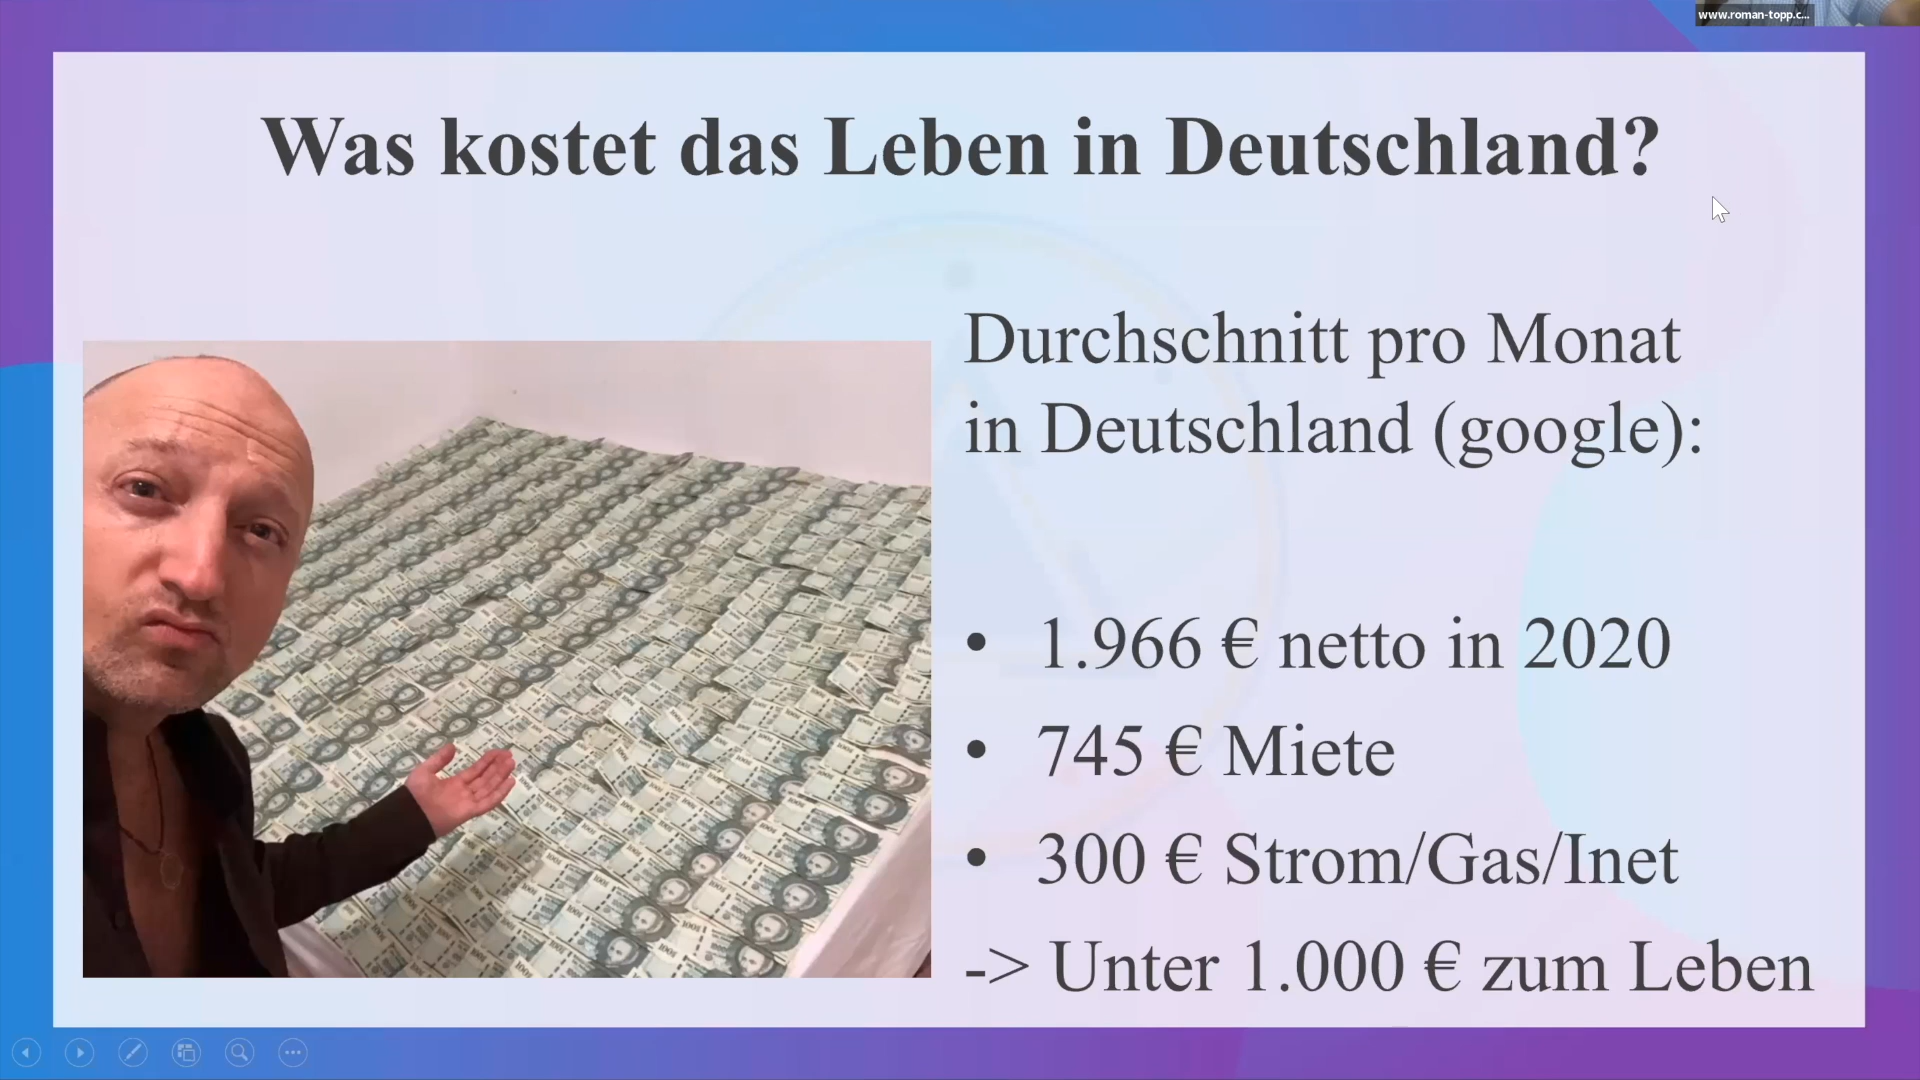 www.roman-topp.c...
Was kostet das Leben in Deutschland?
Durchschnitt pro Monat
in Deutschland (google):
• 1.966 € netto in 2020
• 745 € Miete
• 300 € Strom/Gas/Inet
-> Unter 1.000 € zum Leben